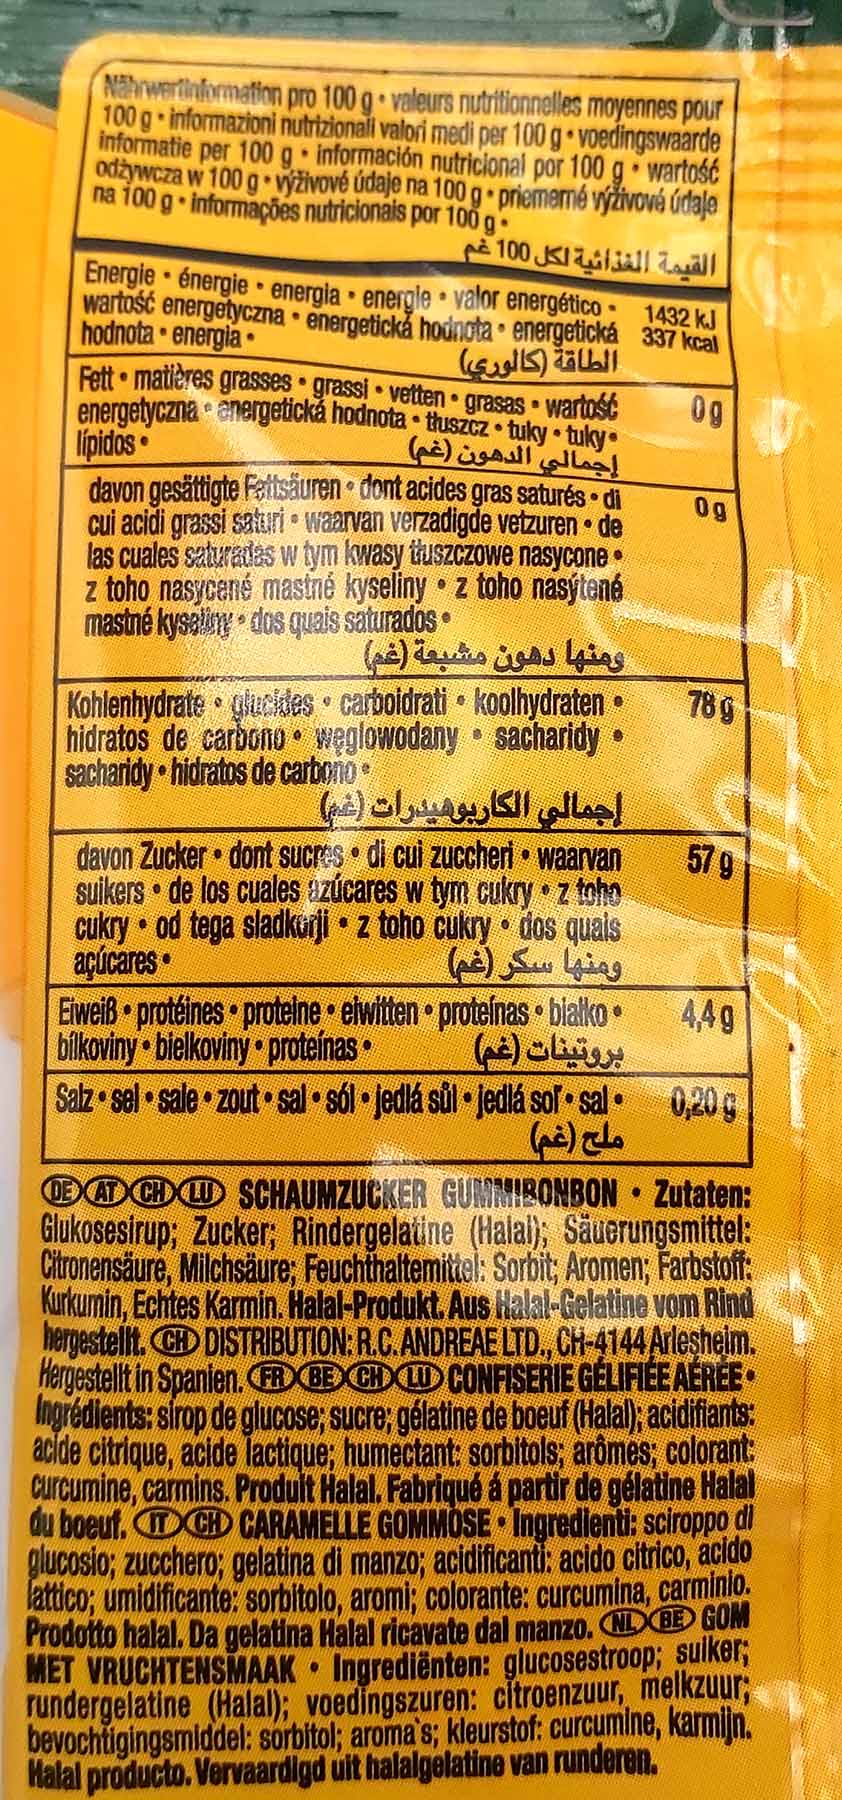 Nährwertinformation pro 100 g • valeurs nutritionnelles moyennes pour
100 g • informazioni nutrizionali valori medi per 100 g • voedingswaarde
informatie per 100 g • información nutricional por 100 g • wartość
odżywcza w 100 g • výživové údaje na 100 g • priemerné výživové údaje
na 100 g • informações nutricionais por 100 g •
القيمة الغذائية لكل 100 غم
Energie • énergie • energia • energie • valor energético • 1432 kJ
wartość energetyczna • energetická hodnota • energetická 337 kcal
hodnota • energia •
الطاقة (كالوري)
Fett • matières grasses • grassi • vetten • grasas • wartość 0 g
energetyczna • energetická hodnota • tłuszcz • tuky • tuky •
lípidos •
إجمالي الدهون (غم)
davon gesättigte Fettsäuren • dont acides gras saturés • di 0 g
cui acidi grassi saturi • waarvan verzadigde vetzuren • de
las cuales saturadas w tym kwasy tłuszczowe nasycone •
z toho nasycené mastné kyseliny • z toho nasýtené
mastné kyseliny • dos quais saturados •
ومنها دهون مشبعة (غم)
Kohlenhydrate • glucides • carboidrati • koolhydraten • 78 g
hidratos de carbono • węglowodany • sacharidy •
sacharidy • hidratos de carbono •
إجمالي الكاربوهيدرات (غم)
davon Zucker • dont sucres • di cui zuccheri • waarvan 57 g
suikers • de los cuales azúcares w tym cukry • z toho
cukry • od tega sladkorji • z toho cukry • dos quais
açúcares •
ومنها سكر (غم)
Eiweiß • protéines • proteine • eiwitten • proteínas • białko • 4,4 g
bílkoviny • bielkoviny • proteínas •
بروتينات (غم)
Salz • sel • sale • zout • sal • sól • jedlá sůl • jedlá soľ • sal • 0,20 g
ملح (غم)
DE AT CH LU SCHAUMZUCKER GUMMIBONBON • Zutaten:
Glukosesirup; Zucker; Rindergelatine (Halal); Säuerungsmittel:
Citronensäure, Milchsäure; Feuchthaltemittel: Sorbit; Aromen; Farbstoff:
Kurkumin, Echtes Karmin. Halal-Produkt. Aus Halal-Gelatine vom Rind
hergestellt. CH DISTRIBUTION: R.C. ANDREAE LTD., CH-4144 Arlesheim.
Hergestellt in Spanien. FR BE CH LU CONFISERIE GÉLIFIÉE AÉRÉE •
Ingrédients: sirop de glucose; sucre; gélatine de boeuf (Halal); acidifiants:
acide citrique, acide lactique; humectant: sorbitols; arômes; colorant:
curcumine, carmins. Produit Halal. Fabriqué á partir de gélatine Halal
du boeuf. IT CH CARAMELLE GOMMOSE • Ingredienti: sciroppo di
glucosio; zucchero; gelatina di manzo; acidificanti: acido citrico, acido
lattico; umidificante: sorbitolo, aromi; colorante: curcumina, carminio.
Prodotto halal. Da gelatina Halal ricavate dal manzo. NL BE GOM
MET VRUCHTENSMAAK • Ingrediënten: glucosestroop; suiker;
rundergelatine (Halal); voedingszuren: citroenzuur, melkzuur;
bevochtigingsmiddel: sorbitol; aroma`s; kleurstof: curcumine, karmijn.
Halal producto. Vervaardigd uit halalgelatine van runderen.